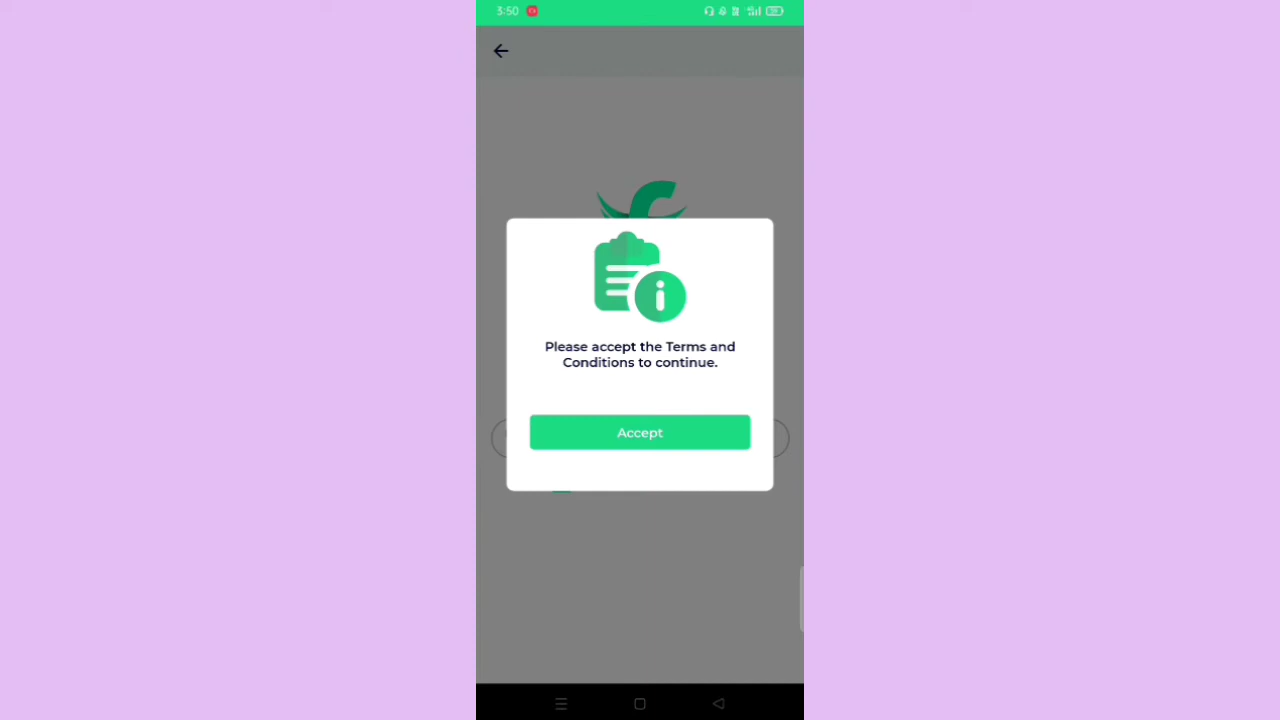 3:50
Please accept the Terms and
Conditions to continue.
Accept